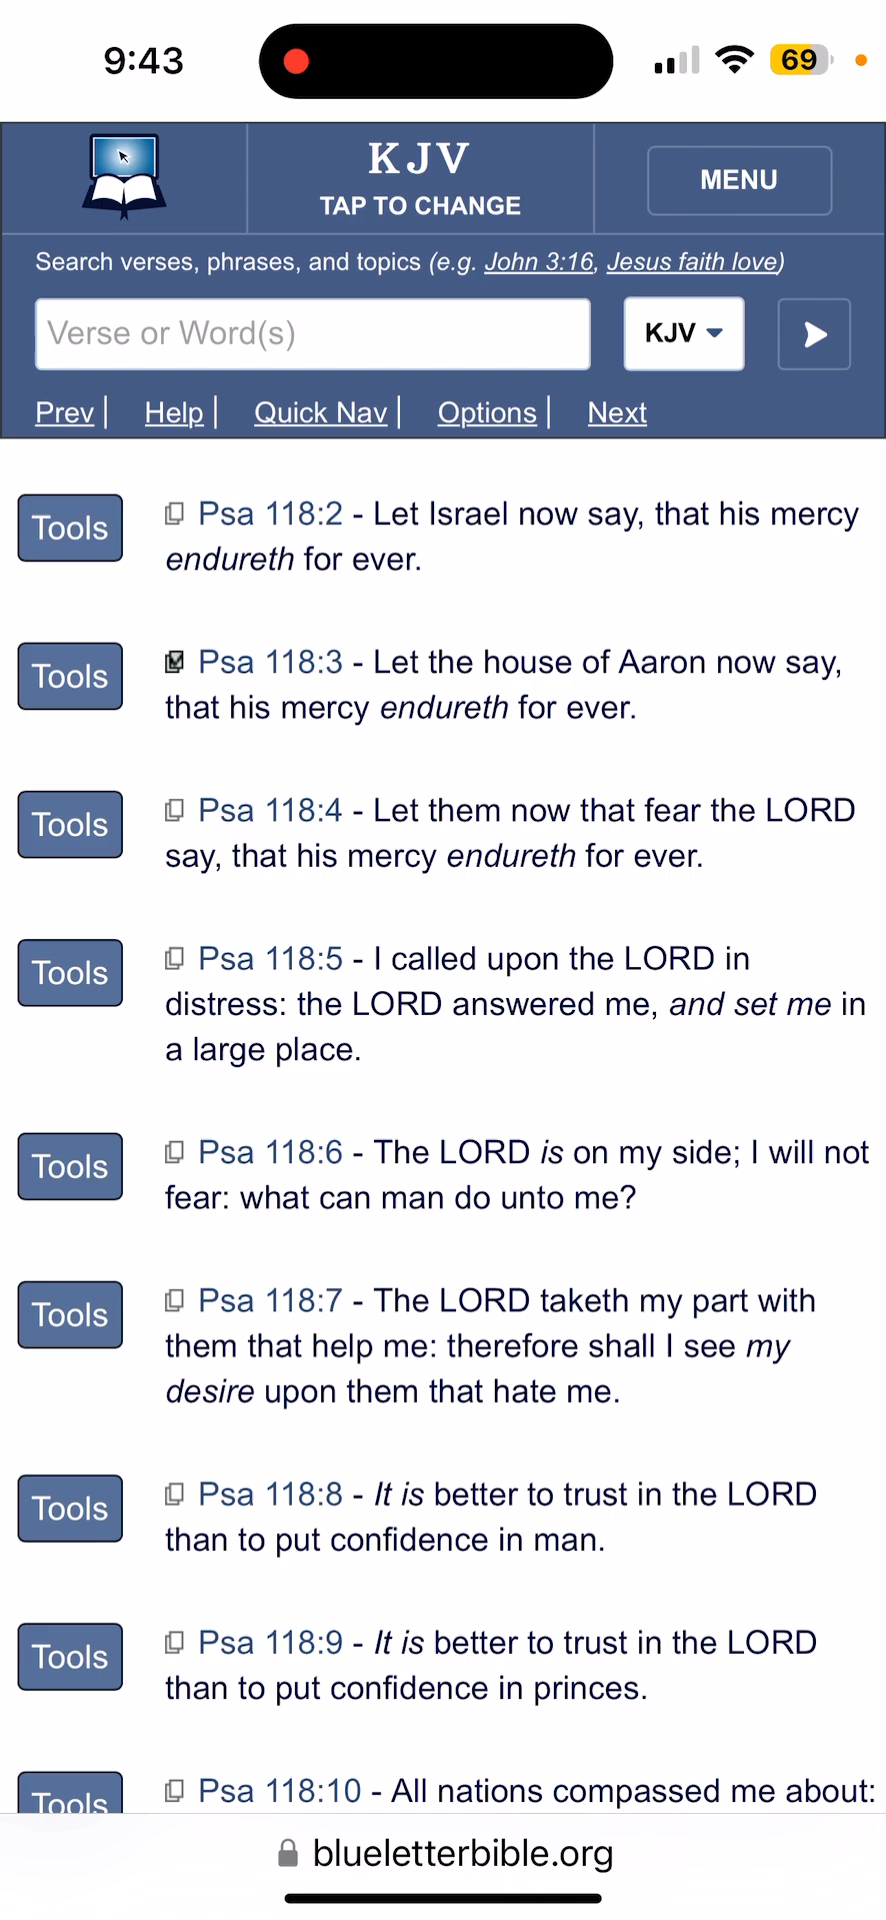 9:43
69
KJV
TAP TO CHANGE
MENU
Search verses, phrases, and topics (e.g. John 3:16, Jesus faith love)
Verse or Word(s)
KJV
Prev | Help | Quick Nav | Options | Next
Tools
Psa 118:2 - Let Israel now say, that his mercy
endureth for ever.
Tools
Psa 118:3 - Let the house of Aaron now say,
that his mercy endureth for ever.
Tools
Psa 118:4 - Let them now that fear the LORD
say, that his mercy endureth for ever.
Tools
Psa 118:5 - I called upon the LORD in
distress: the LORD answered me, and set me in
a large place.
Tools
Psa 118:6 - The LORD is on my side; I will not
fear: what can man do unto me?
Tools
Psa 118:7 - The LORD taketh my part with
them that help me: therefore shall I see my
desire upon them that hate me.
Tools
Psa 118:8 - It is better to trust in the LORD
than to put confidence in man.
Tools
Psa 118:9 - It is better to trust in the LORD
than to put confidence in princes.
Tools
Psa 118:10 - All nations compassed me about:
blueletterbible.org